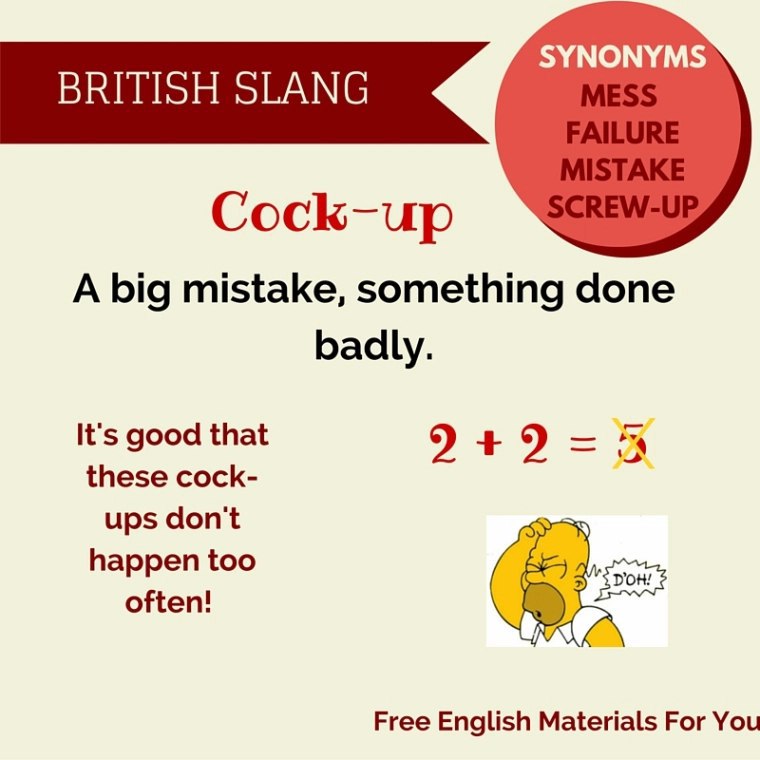 BRITISH SLANG
SYNONYMS
MESS
FAILURE
MISTAKE
SCREW-UP
Cock-up
A big mistake, something done
badly.
It's good that
these cock-
ups don't
happen too
often!
2 + 2 = 5
D'OH!
Free English Materials For You